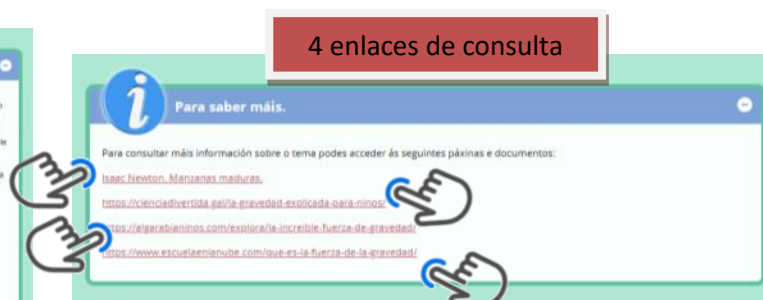 4 enlaces de consulta
Para saber máis.
Para consultar máis información sobre o tema podes acceder ás seguintes páxinas e documentos:
Isaac Newton. Manzanas maduras.
https://cienciadivertida.gal/la-gravedad-explicada-para-ninos/
https://algarabianinos.com/explora/la-increible-fuerza-de-gravedad/
https://www.escuelaenlanube.com/que-es-la-fuerza-de-la-gravedad/